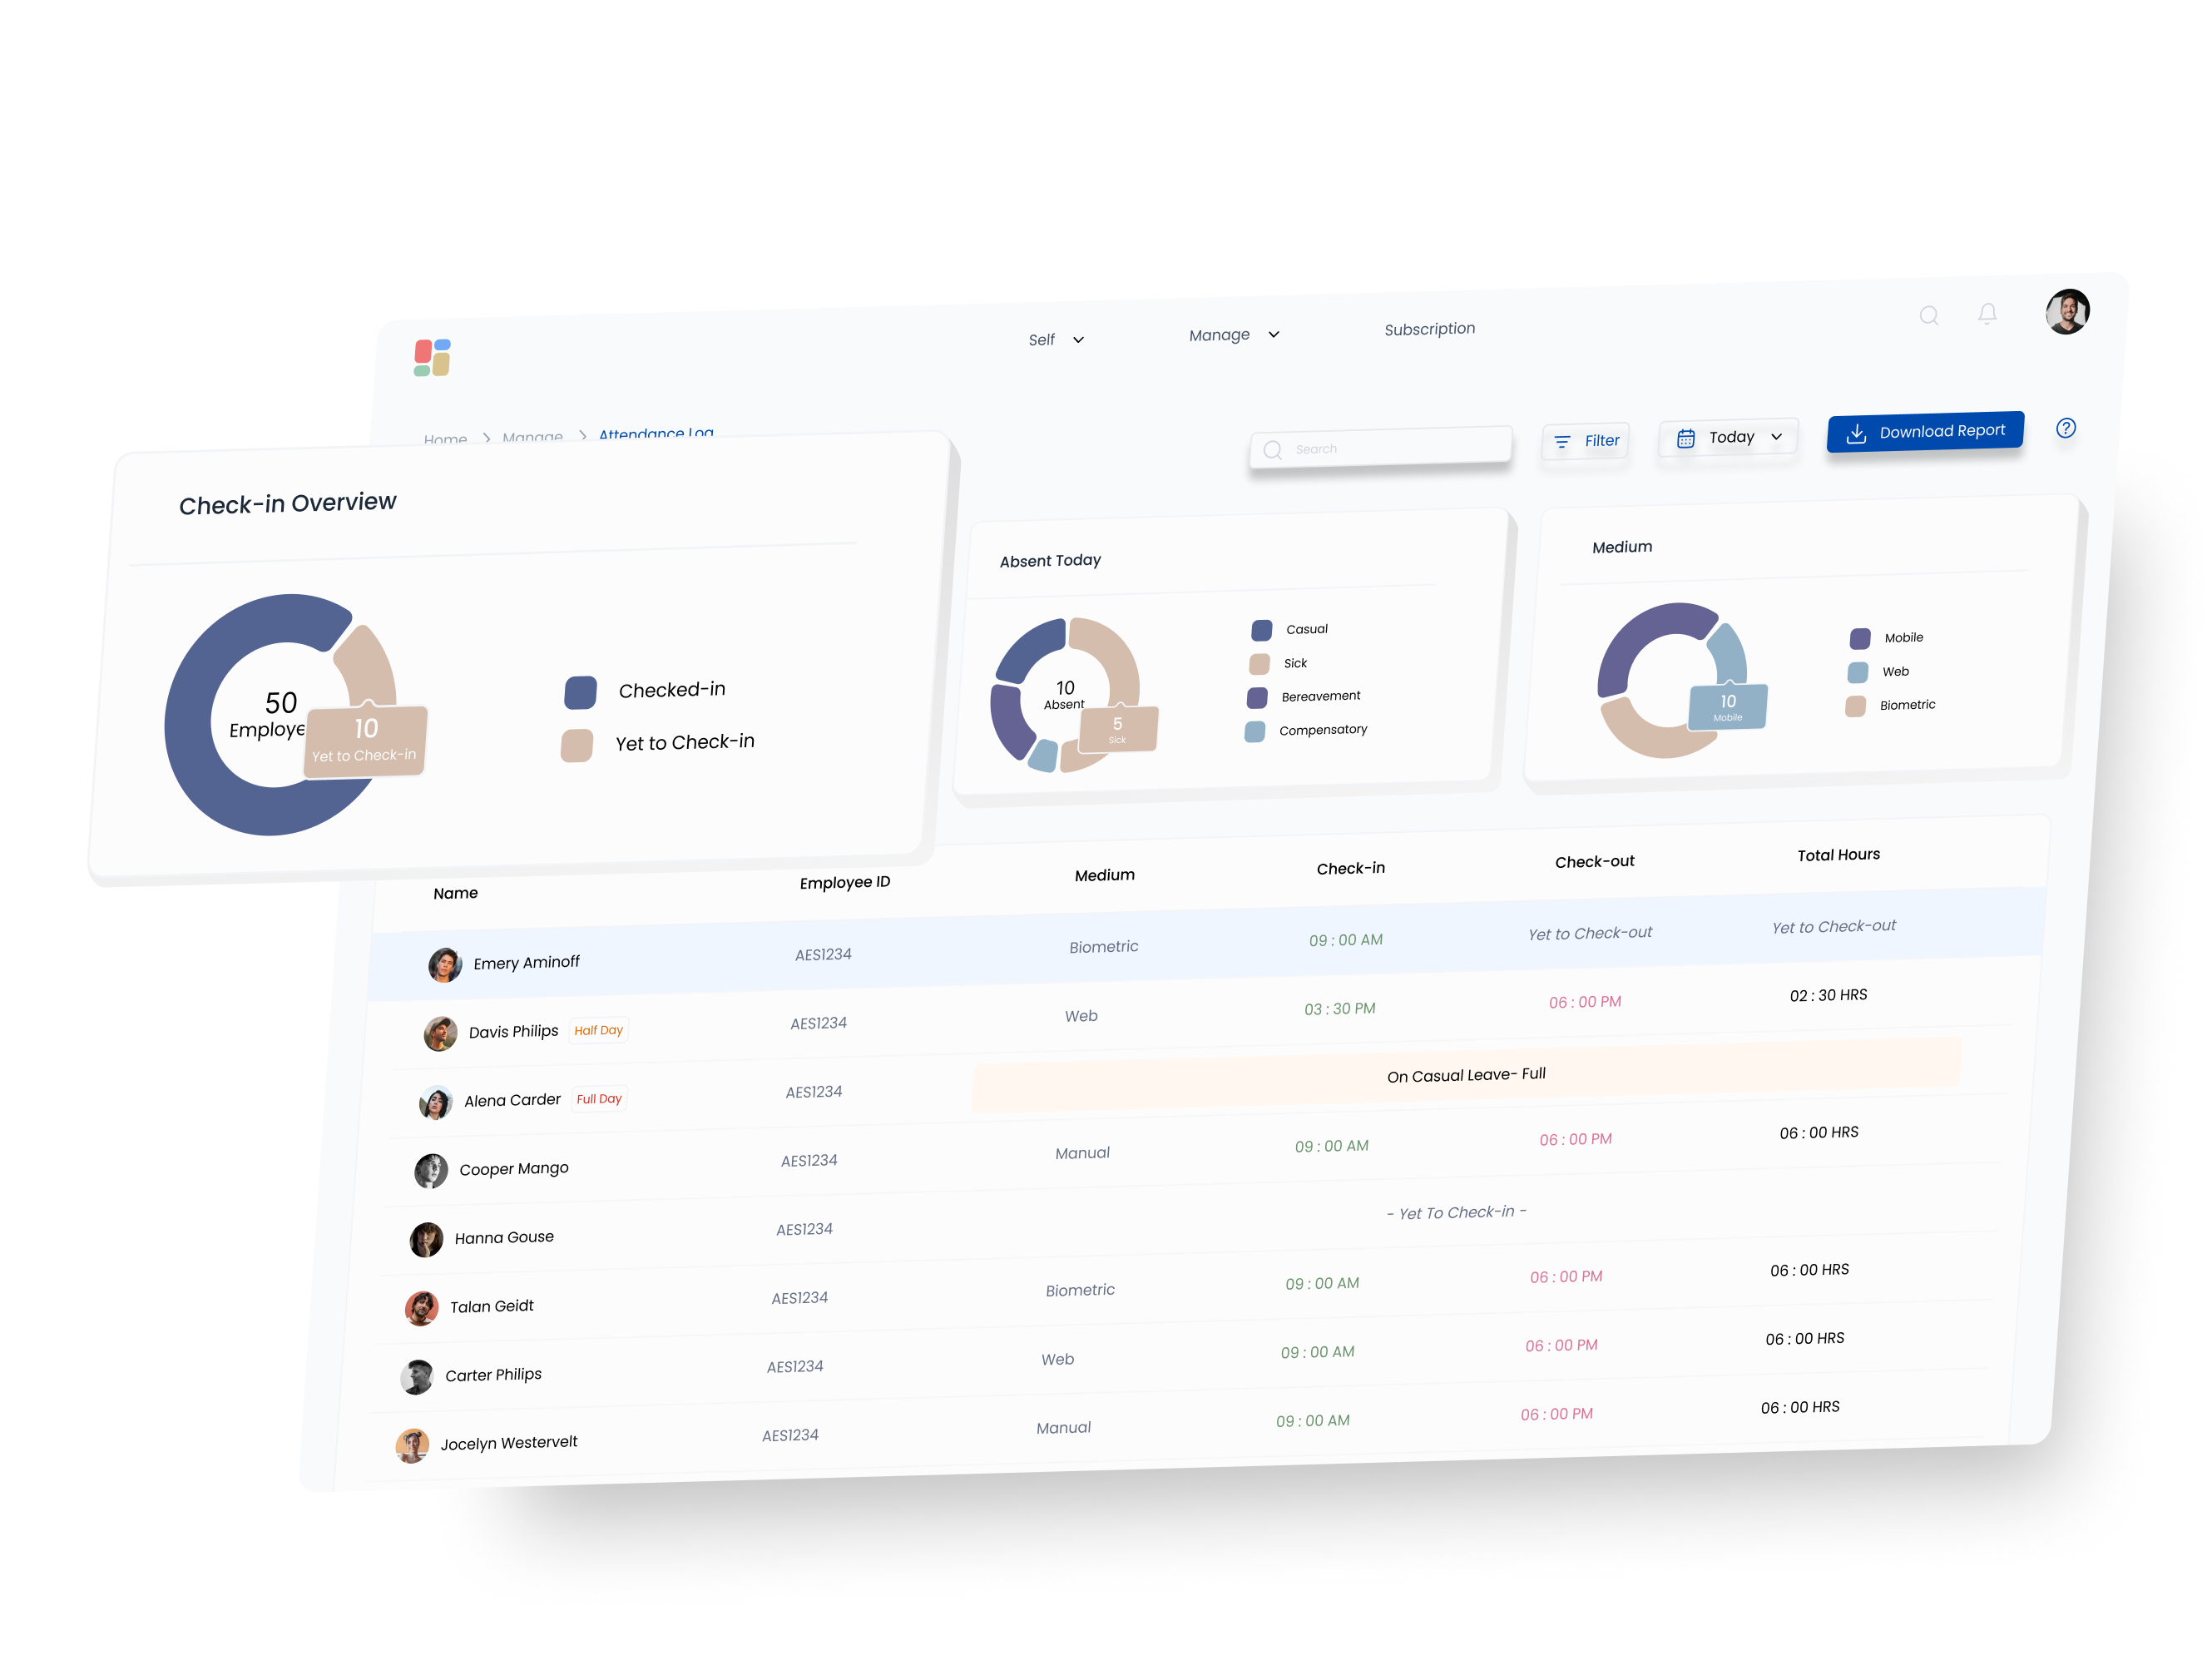 Self
Manage
Subscription
Home > Manage > Attendance Log
Search
Filter
Today
Download Report
?
Check-in Overview
50
Employe
10
Yet to Check-in
Checked-in
Yet to Check-in
Absent Today
10
Absent
5
Sick
Casual
Sick
Bereavement
Compensatory
Medium
10
Mobile
Mobile
Web
Biometric
Name Employee ID Medium Check-in Check-out Total Hours
Emery Aminoff AES1234 Biometric 09 : 00 AM Yet to Check-out Yet to Check-out
Davis Philips Half Day AES1234 Web 03 : 30 PM 06 : 00 PM 02 : 30 HRS
Alena Carder Full Day AES1234 On Casual Leave- Full
Cooper Mango AES1234 Manual 09 : 00 AM 06 : 00 PM 06 : 00 HRS
Hanna Gouse AES1234 - Yet To Check-in -
Talan Geidt AES1234 Biometric 09 : 00 AM 06 : 00 PM 06 : 00 HRS
Carter Philips AES1234 Web 09 : 00 AM 06 : 00 PM 06 : 00 HRS
Jocelyn Westervelt AES1234 Manual 09 : 00 AM 06 : 00 PM 06 : 00 HRS